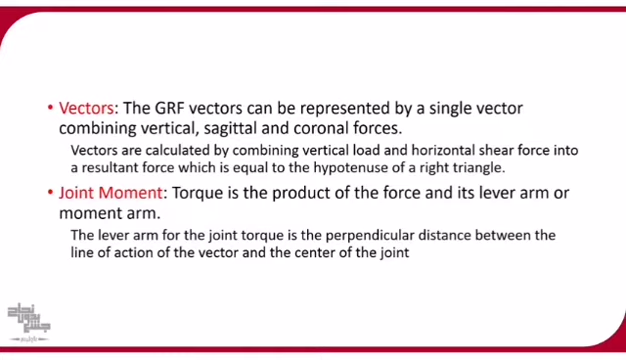 • Vectors: The GRF vectors can be represented by a single vector
combining vertical, sagittal and coronal forces.
Vectors are calculated by combining vertical load and horizontal shear force into
a resultant force which is equal to the hypotenuse of a right triangle.
• Joint Moment: Torque is the product of the force and its lever arm or
moment arm.
The lever arm for the joint torque is the perpendicular distance between the
line of action of the vector and the center of the joint